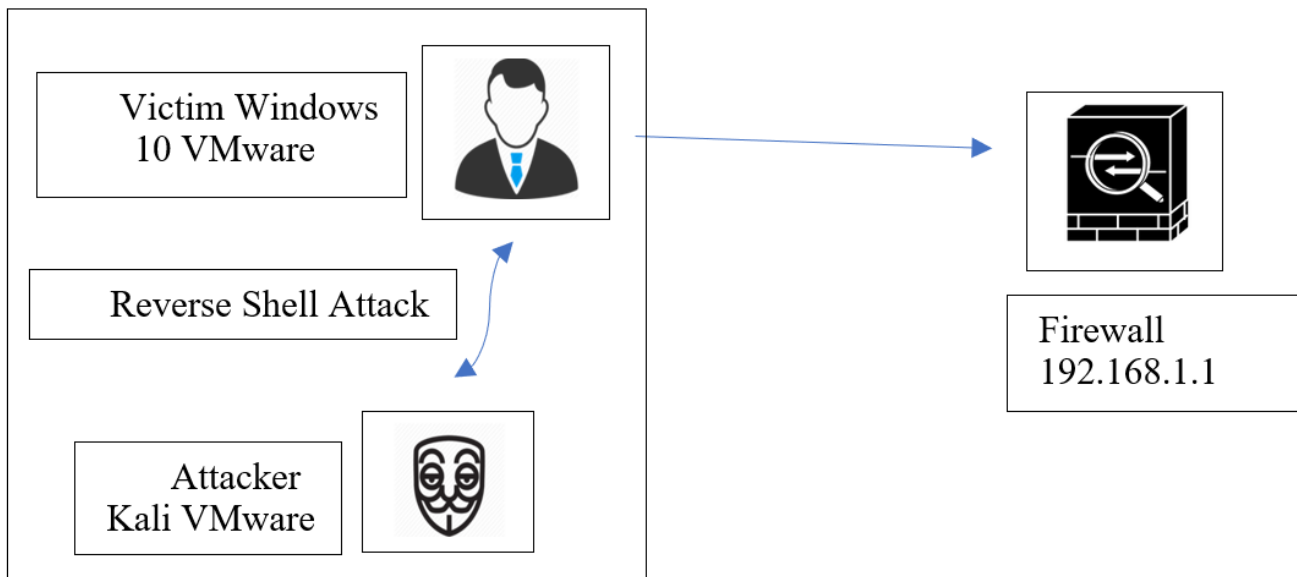 Victim Windows
10 VMware
Reverse Shell Attack
Attacker
Kali VMware
Firewall
192.168.1.1